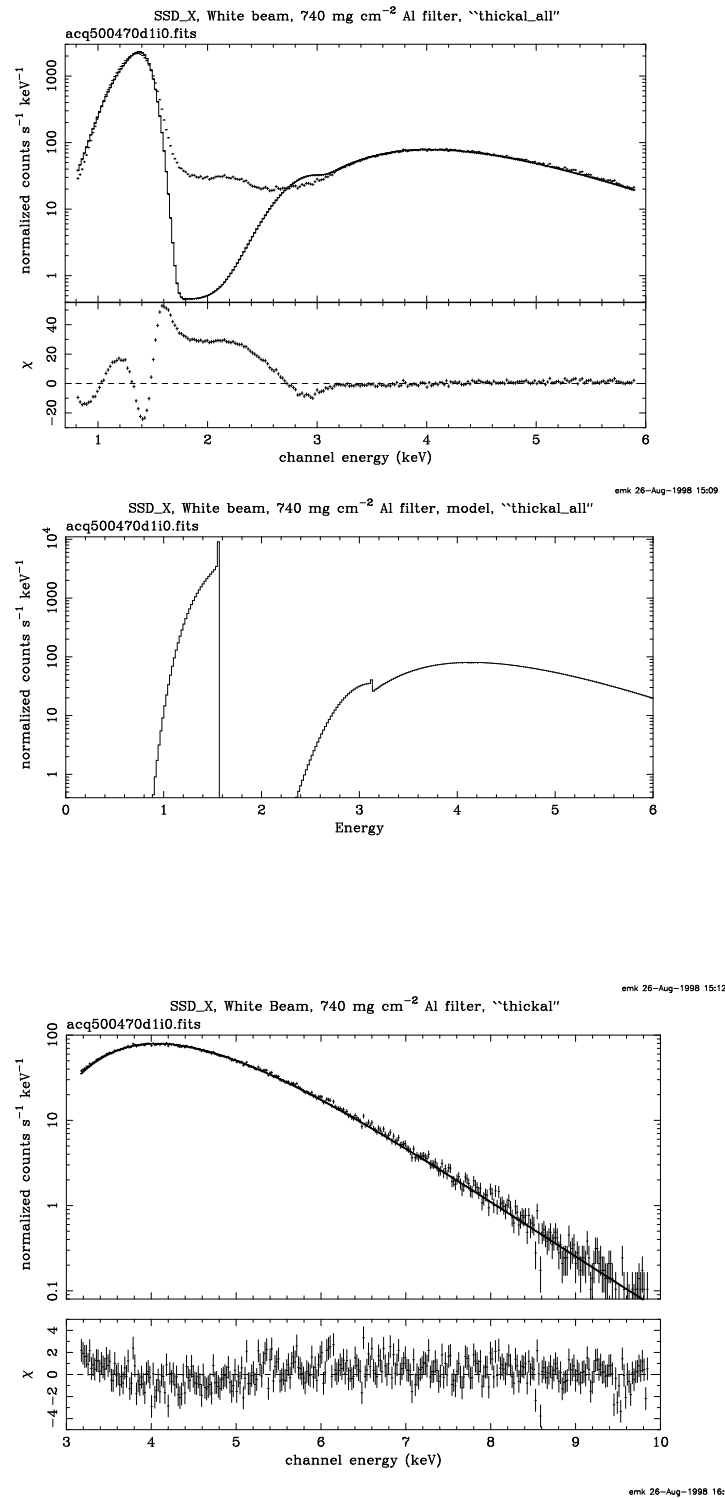 SSD_X, White beam, 740 mg cm−2 Al filter, ``thickal_all''
acq500470d1i0.fits
normalized counts s−1 keV−1
1000
100
10
1
χ
40
20
0
−20
1 2 3 4 5 6
channel energy (keV)
emk 26−Aug−1998 15:09
SSD_X, White beam, 740 mg cm−2 Al filter, model, ``thickal_all''
acq500470d1i0.fits
normalized counts s−1 keV−1
104
1000
100
10
1
0 1 2 3 4 5 6
Energy
emk 26−Aug−1998 15:12
SSD_X, White Beam, 740 mg cm−2 Al filter, ``thickal''
acq500470d1i0.fits
normalized counts s−1 keV−1
100
10
1
0.1
χ
4
2
0
−2
−4
3 4 5 6 7 8 9 10
channel energy (keV)
emk 26−Aug−1998 16: